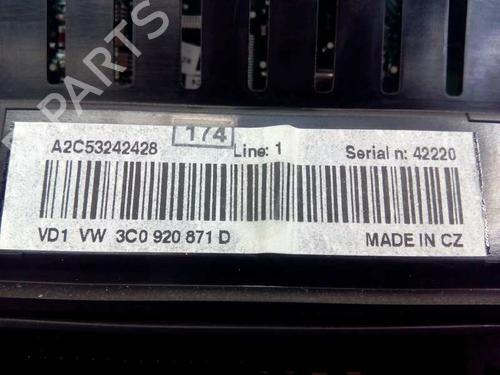 B-PARTS
A2C53242428 174 Line: 1 Serial n: 42220
VD1 VW 3C0 920 871 D MADE IN CZ